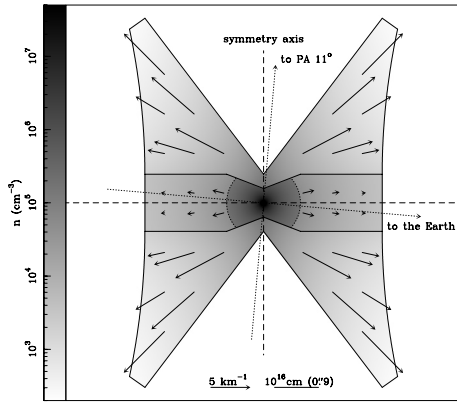 symmetry axis
to PA 11°
10⁷
10⁶
n (cm⁻³)
10⁵
to the Earth
10⁴
10³
5 km⁻¹ 10¹⁶cm (0."9)